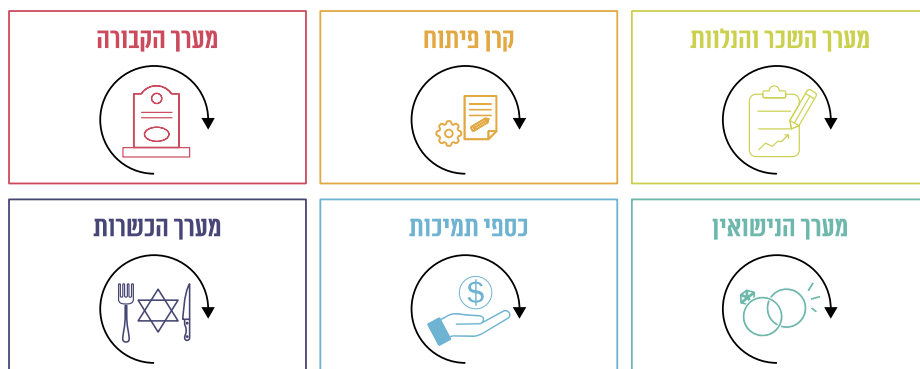 מערך השכר והנלוות
קרן פיתוח
מערך הקבורה
מערך הנישואין
כספי תמיכות
מערך הכשרות